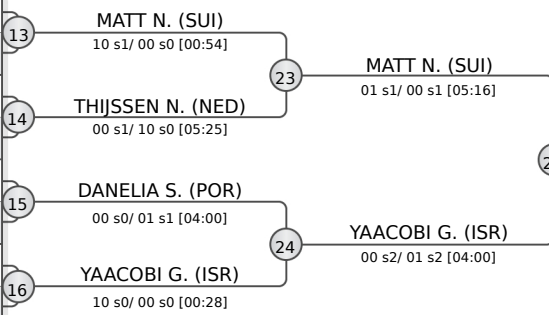 MATT N. (SUI)
13
10 s1/ 00 s0 [00:54]
23
MATT N. (SUI)
01 s1/ 00 s1 [05:16]
THIJSSEN N. (NED)
14
00 s1/ 10 s0 [05:25]
2
DANELIA S. (POR)
15
00 s0/ 01 s1 [04:00]
24
YAACOBI G. (ISR)
00 s2/ 01 s2 [04:00]
YAACOBI G. (ISR)
16
10 s0/ 00 s0 [00:28]